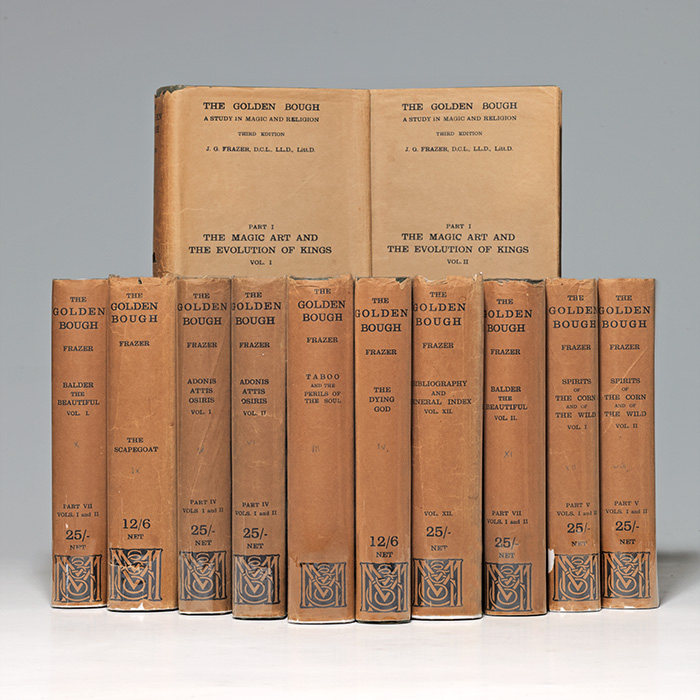 THE GOLDEN BOUGH
A STUDY IN MAGIC AND RELIGION
THIRD EDITION
J. G. FRAZER, D.C.L., LL.D., Litt.D.
PART I
THE MAGIC ART AND
THE EVOLUTION OF KINGS
VOL. I
THE GOLDEN BOUGH
A STUDY IN MAGIC AND RELIGION
THIRD EDITION
J. G. FRAZER, D.C.L., LL.D., Litt.D.
PART I
THE MAGIC ART AND
THE EVOLUTION OF KINGS
VOL. II
THE
GOLDEN
BOUGH
FRAZER
BALDER
THE
BEAUTIFUL
VOL. I.
X
PART VII
VOLS. I and II
25/-
NET
THE
GOLDEN
BOUGH
FRAZER
THE
SCAPEGOAT
12/6
NET
THE
GOLDEN
BOUGH
FRAZER
ADONIS
ATTIS
OSIRIS
VOL. I.
PART IV
VOLS. I and II
25/-
NET
THE
GOLDEN
BOUGH
FRAZER
ADONIS
ATTIS
OSIRIS
VOL. II
PART IV
VOLS. I and II
25/-
NET
THE
GOLDEN
BOUGH
FRAZER
TABOO
AND THE
PERILS OF
THE SOUL
III
THE
GOLDEN
BOUGH
FRAZER
THE
DYING
GOD
12/6
NET
THE
GOLDEN
BOUGH
FRAZER
BIBLIOGRAPHY
AND
GENERAL INDEX
VOL. XII.
VOL. XII.
25/-
NET
THE
GOLDEN
BOUGH
FRAZER
BALDER
THE
BEAUTIFUL
VOL. II.
XI
PART VII
VOLS. I and II
25/-
NET
THE
GOLDEN
BOUGH
FRAZER
SPIRITS
OF
THE CORN
AND OF
THE WILD
VOL. I
PART V
VOLS. I and II
25/-
NET
THE
GOLDEN
BOUGH
FRAZER
SPIRITS
OF
THE CORN
AND OF
THE WILD
VOL. II
PART V
VOLS. I and II
25/-
NET